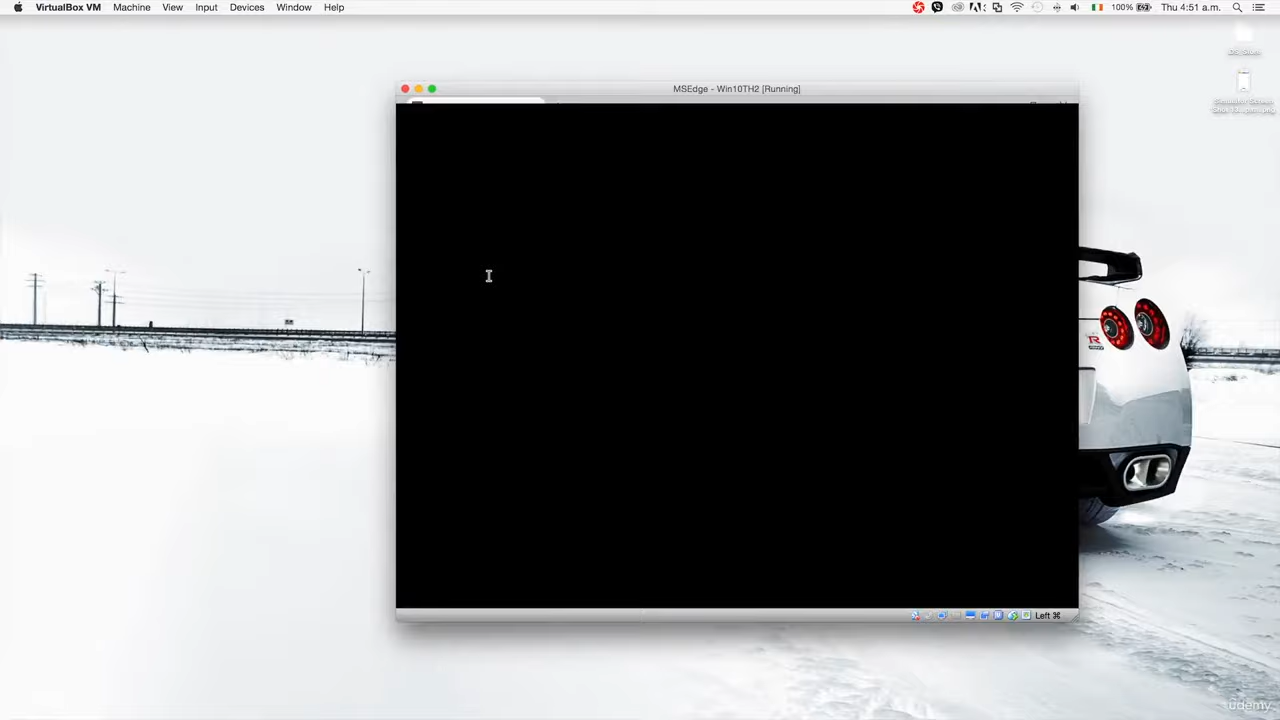 VirtualBox VM Machine View Input Devices Window Help 100% Thu 4:51 a.m.
MSEdge - Win10TH2 [Running]
R
Left ⌘
udemy